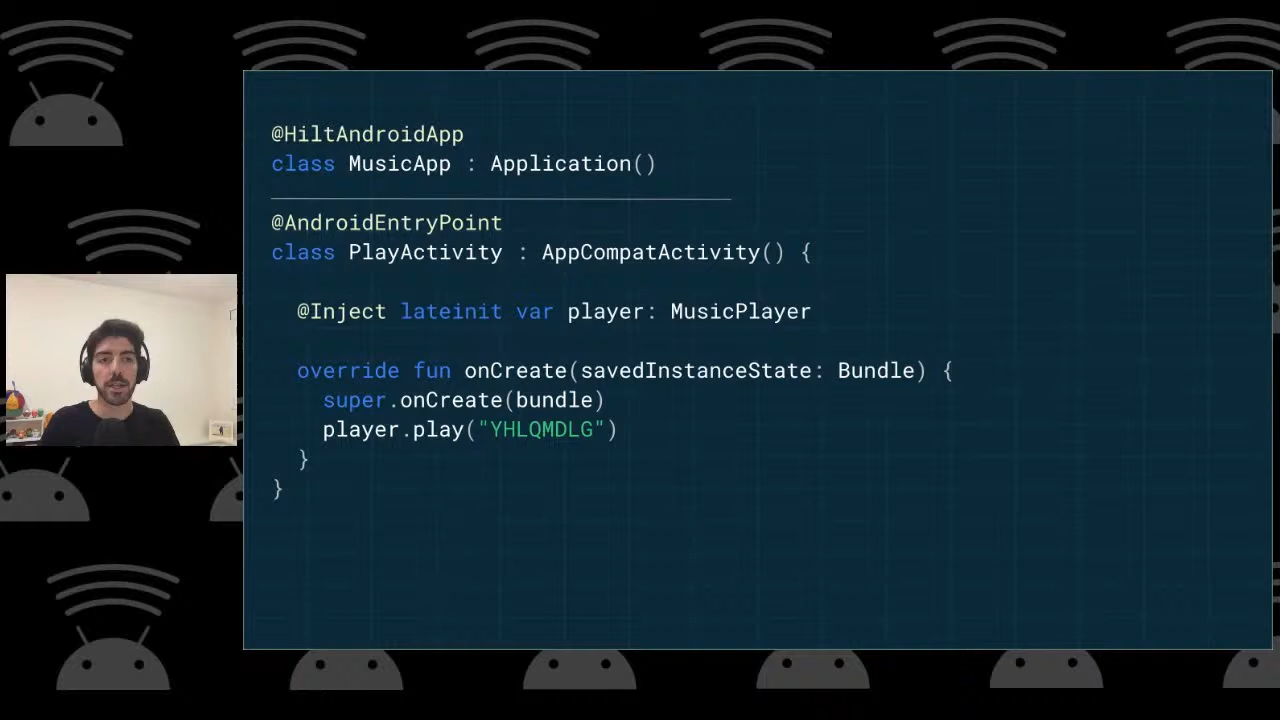 @HiltAndroidApp
class MusicApp : Application()
@AndroidEntryPoint
class PlayActivity : AppCompatActivity() {
@Inject lateinit var player: MusicPlayer
override fun onCreate(savedInstanceState: Bundle) {
super.onCreate(bundle)
player.play("YHLQMDLG")
}
}